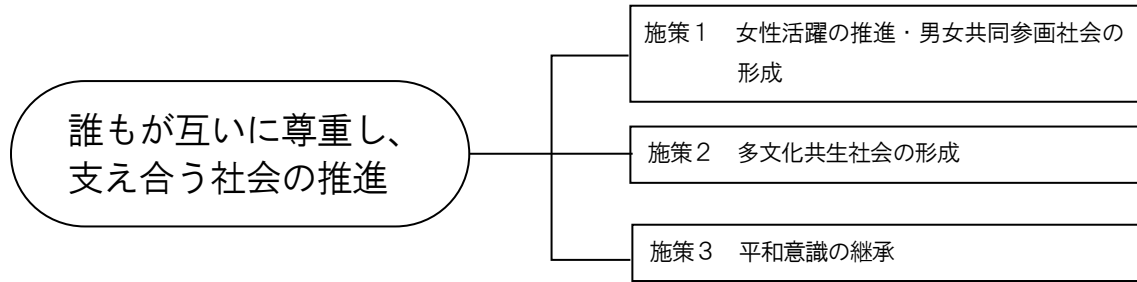 誰もが互いに尊重し、
支え合う社会の推進
施策１　女性活躍の推進・男女共同参画社会の
形成
施策２　多文化共生社会の形成
施策３　平和意識の継承